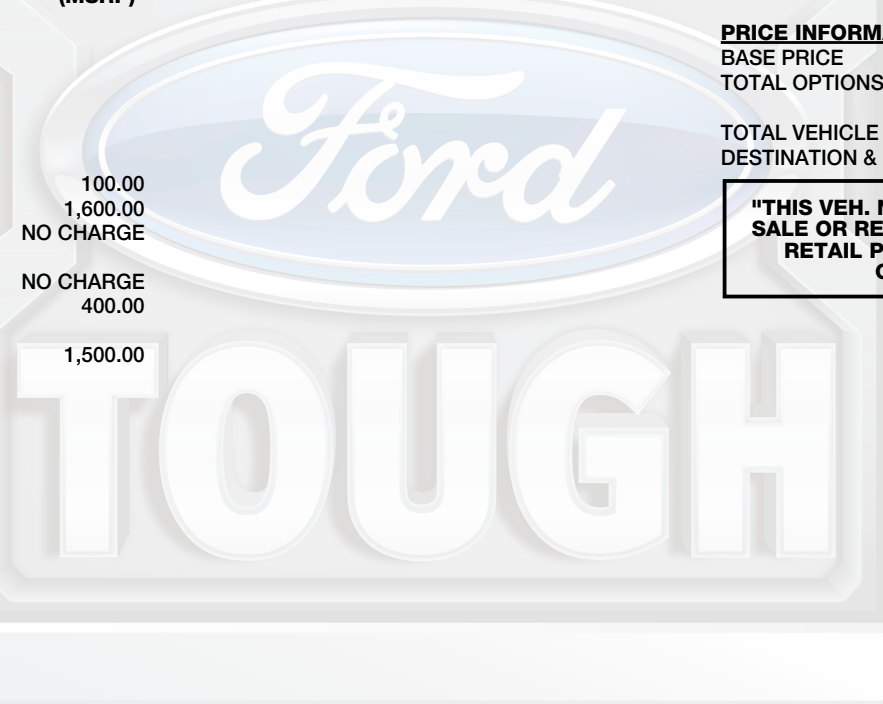 (MSRP)
100.00
1,600.00
NO CHARGE
NO CHARGE
400.00
1,500.00
PRICE INFORMA
BASE PRICE
TOTAL OPTIONS
TOTAL VEHICLE
DESTINATION &
"THIS VEH.
SALE OR RE
RETAIL P
Ford
TOUGH